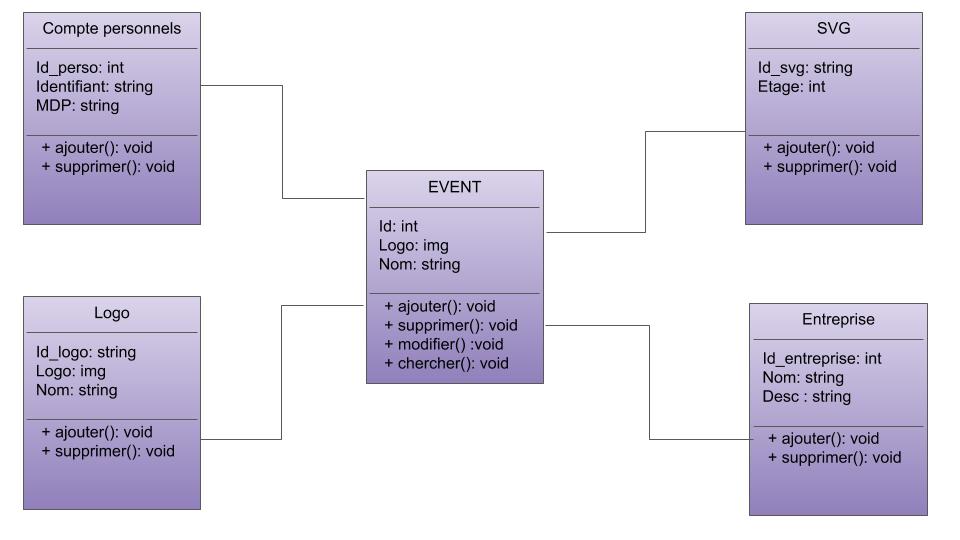 Compte personnels
Id_perso: int
Identifiant: string
MDP: string
+ ajouter(): void
+ supprimer(): void
SVG
Id_svg: string
Etage: int
+ ajouter(): void
+ supprimer(): void
EVENT
Id: int
Logo: img
Nom: string
+ ajouter(): void
+ supprimer(): void
+ modifier() :void
+ chercher(): void
Logo
Id_logo: string
Logo: img
Nom: string
+ ajouter(): void
+ supprimer(): void
Entreprise
Id_entreprise: int
Nom: string
Desc : string
+ ajouter(): void
+ supprimer(): void